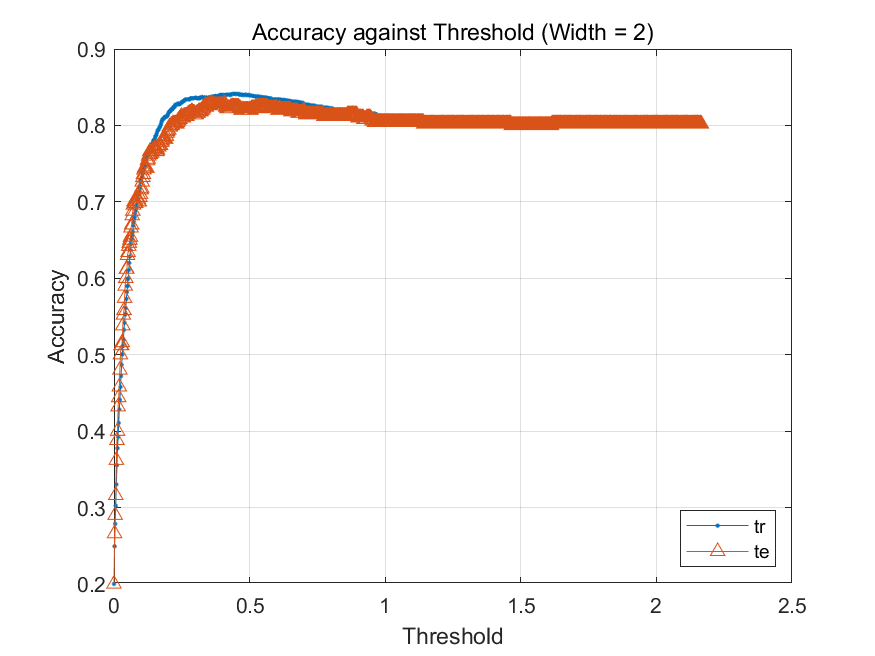 Accuracy against Threshold (Width = 2)
0.9
0.8
0.7
0.6
0.5
0.4
0.3
0.2
Accuracy
0 0.5 1 1.5 2 2.5
Threshold
tr
te